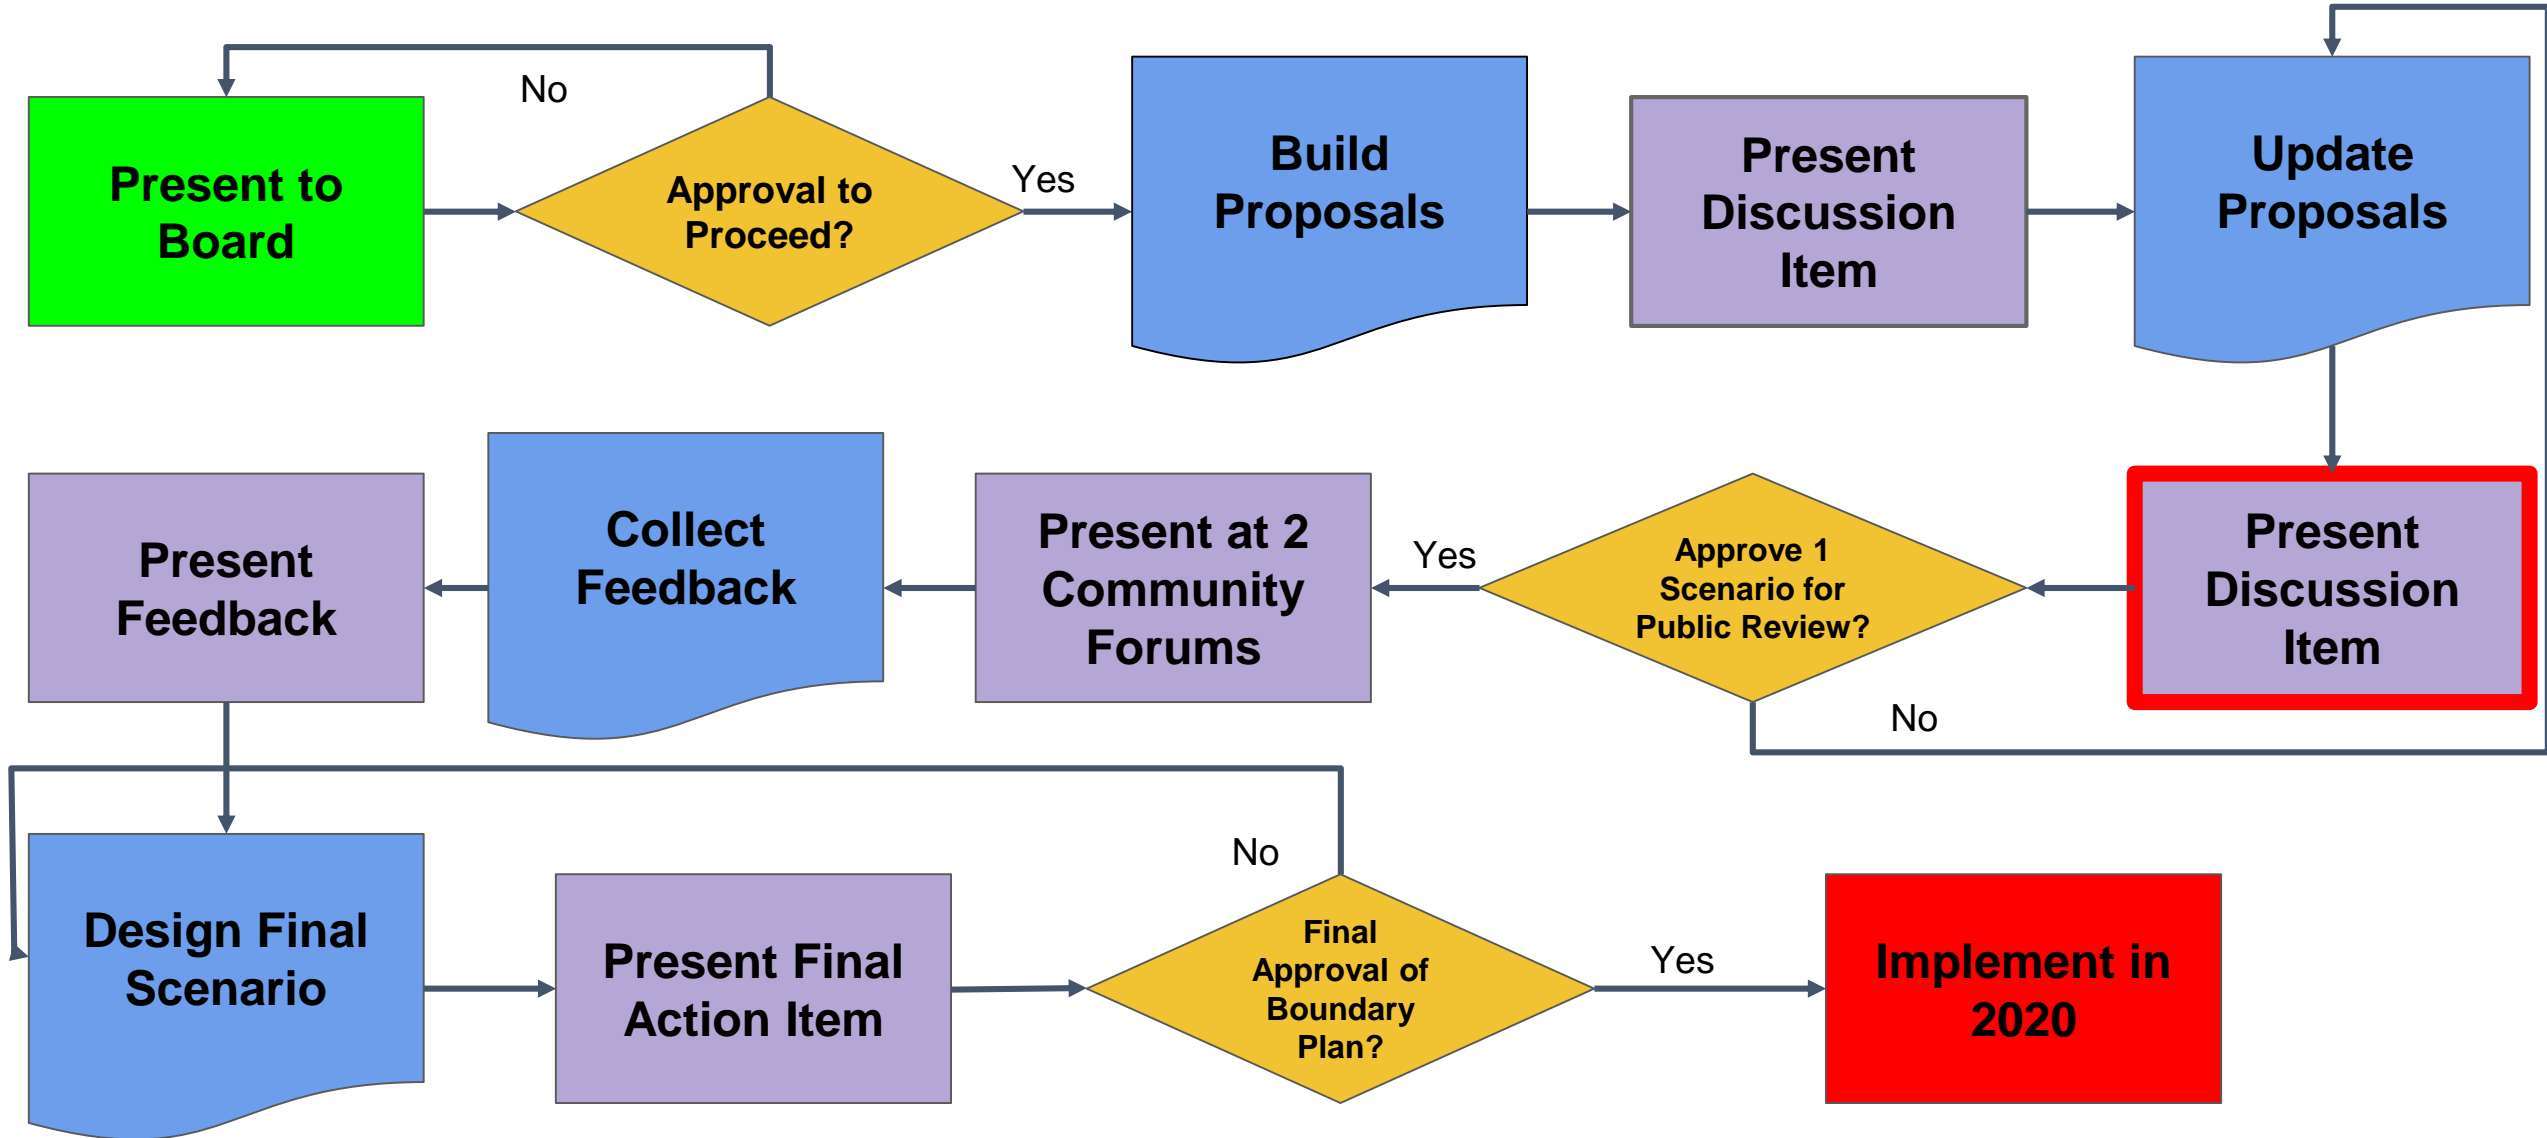 No
Present to
Board
Approval to
Proceed?
Yes
Build
Proposals
Present
Discussion
Item
Update
Proposals
Present
Feedback
Collect
Feedback
Present at 2
Community
Forums
Yes
Approve 1
Scenario for
Public Review?
No
Present
Discussion
Item
Design Final
Scenario
Present Final
Action Item
No
Final
Approval of
Boundary
Plan?
Yes
Implement in
2020